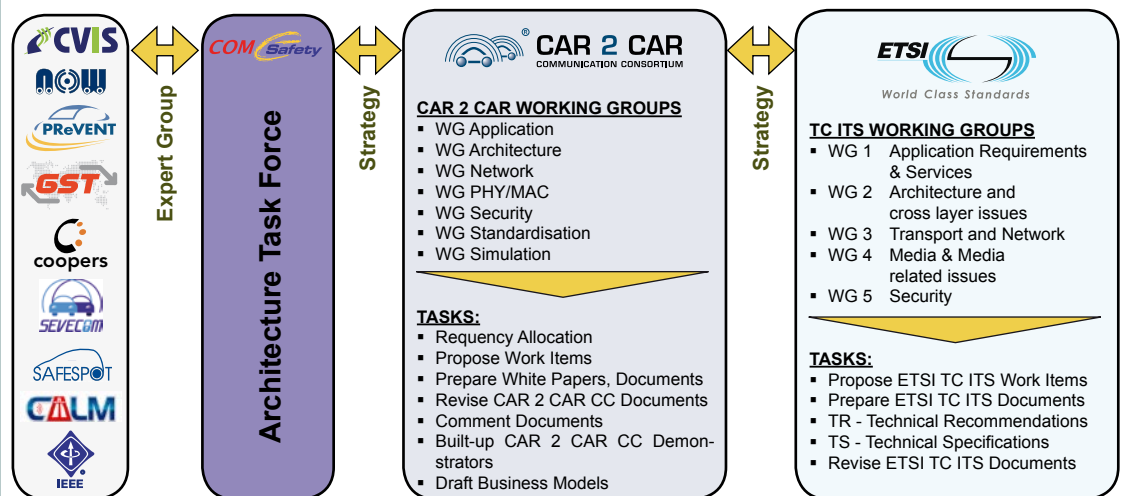 CVIS
NOW
PReVENT
GST
coopers
SEVECOM
SAFESPOT
CALM
IEEE
Expert Group
COM Safety
Architecture Task Force
Strategy
CAR 2 CAR
COMMUNICATION CONSORTIUM
®
CAR 2 CAR WORKING GROUPS
▪ WG Application
▪ WG Architecture
▪ WG Network
▪ WG PHY/MAC
▪ WG Security
▪ WG Standardisation
▪ WG Simulation
TASKS:
▪ Requency Allocation
▪ Propose Work Items
▪ Prepare White Papers, Documents
▪ Revise CAR 2 CAR CC Documents
▪ Comment Documents
▪ Built-up CAR 2 CAR CC Demon-
strators
▪ Draft Business Models
Strategy
ETSI
World Class Standards
TC ITS WORKING GROUPS
▪ WG 1 Application Requirements
& Services
▪ WG 2 Architecture and
cross layer issues
▪ WG 3 Transport and Network
▪ WG 4 Media & Media
related issues
▪ WG 5 Security
TASKS:
▪ Propose ETSI TC ITS Work Items
▪ Prepare ETSI TC ITS Documents
▪ TR - Technical Recommendations
▪ TS - Technical Specifications
▪ Revise ETSI TC ITS Documents